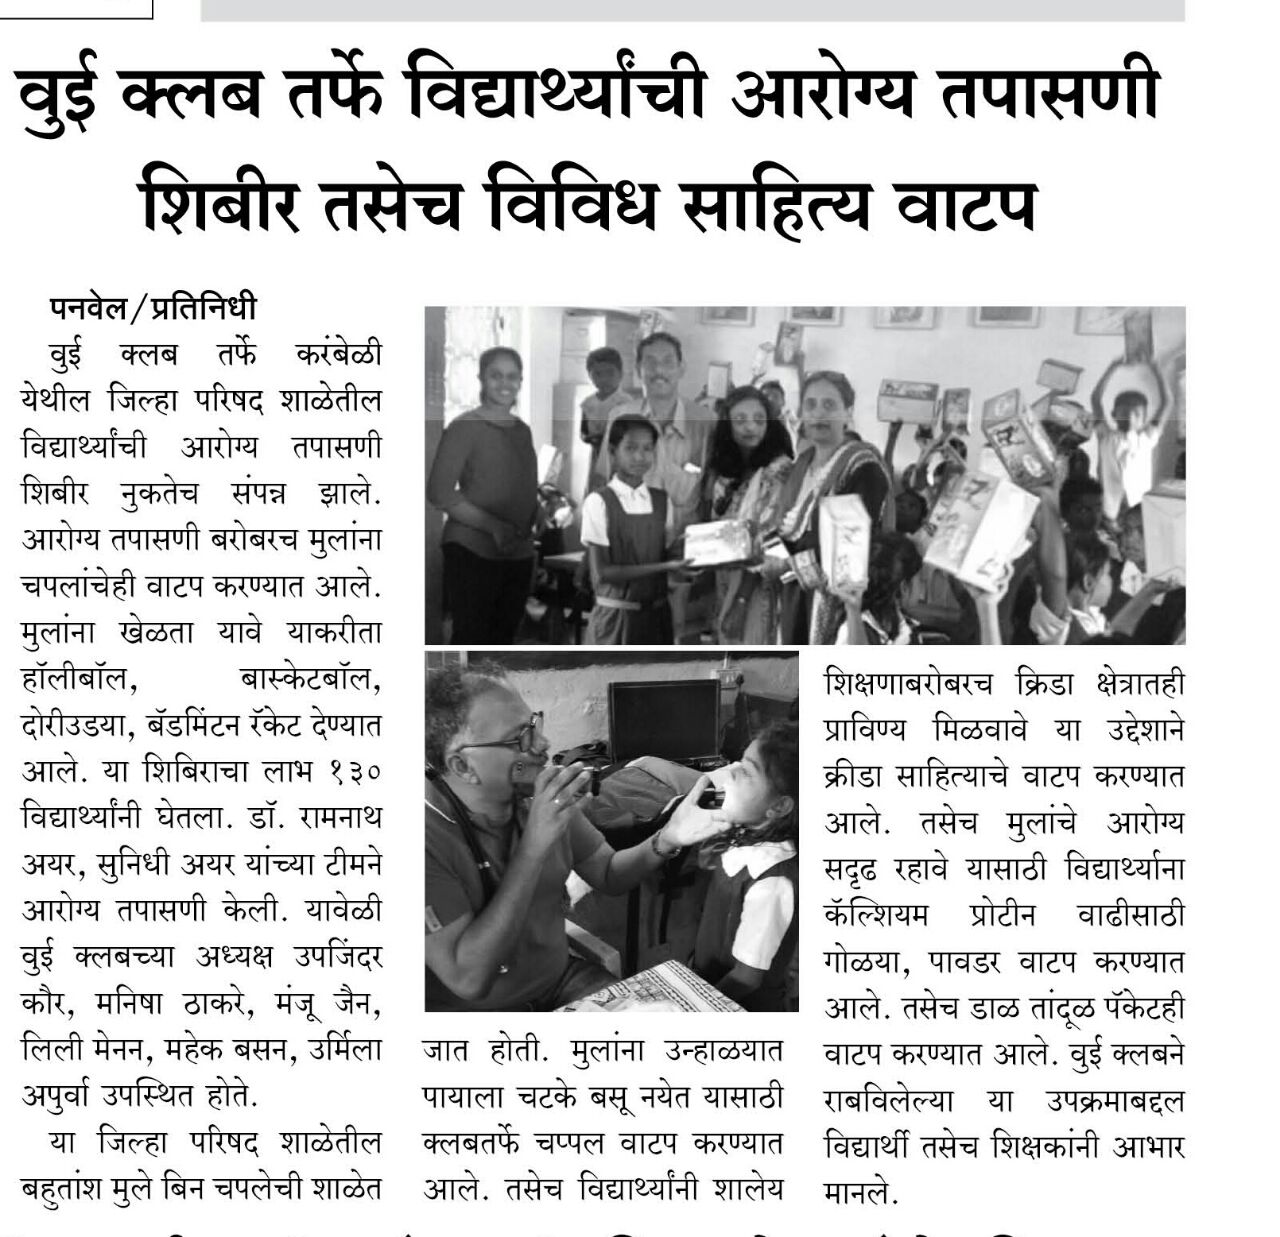 वुई क्लब तर्फे विद्यार्थ्यांची आरोग्य तपासणी
शिबीर तसेच विविध साहित्य वाटप
पनवेल/प्रतिनिधी
वुई क्लब तर्फे करंबेळी
येथील जिल्हा परिषद शाळेतील
विद्यार्थ्यांची आरोग्य तपासणी
शिबीर नुकतेच संपन्न झाले.
आरोग्य तपासणी बरोबरच मुलांना
चपलांचेही वाटप करण्यात आले.
मुलांना खेळता यावे याकरीता
हॉलीबॉल, बास्केटबॉल,
दोरीउडया, बॅडमिंटन रॅकेट देण्यात
आले. या शिबिराचा लाभ १३०
विद्यार्थ्यांनी घेतला. डॉ. रामनाथ
अयर, सुनिधी अयर यांच्या टीमने
आरोग्य तपासणी केली. यावेळी
वुई क्लबच्या अध्यक्ष उपजिंदर
कौर, मनिषा ठाकरे, मंजू जैन,
लिली मेनन, महेक बसन, उर्मिला
अपुर्वा उपस्थित होते.
या जिल्हा परिषद शाळेतील
बहुतांश मुले बिन चपलेची शाळेत
जात होती. मुलांना उन्हाळयात
पायाला चटके बसू नयेत यासाठी
क्लबतर्फे चप्पल वाटप करण्यात
आले. तसेच विद्यार्थ्यांनी शालेय
शिक्षणाबरोबरच क्रिडा क्षेत्रातही
प्राविण्य मिळवावे या उद्देशाने
क्रीडा साहित्याचे वाटप करण्यात
आले. तसेच मुलांचे आरोग्य
सदृढ रहावे यासाठी विद्यार्थ्याना
कॅल्शियम प्रोटीन वाढीसाठी
गोळया, पावडर वाटप करण्यात
आले. तसेच डाळ तांदूळ पॅकेटही
वाटप करण्यात आले. वुई क्लबने
राबविलेल्या या उपक्रमाबद्दल
विद्यार्थी तसेच शिक्षकांनी आभार
मानले.